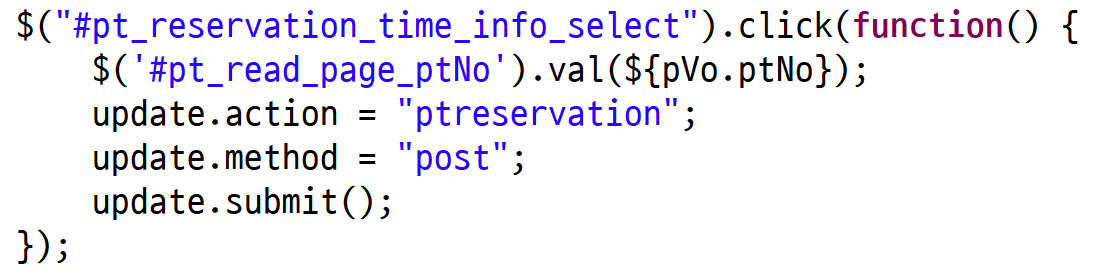 $("#pt_reservation_time_info_select").click(function() {
    $('#pt_read_page_ptNo').val(${pVo.ptNo});
    update.action = "ptreservation";
    update.method = "post";
    update.submit();
});